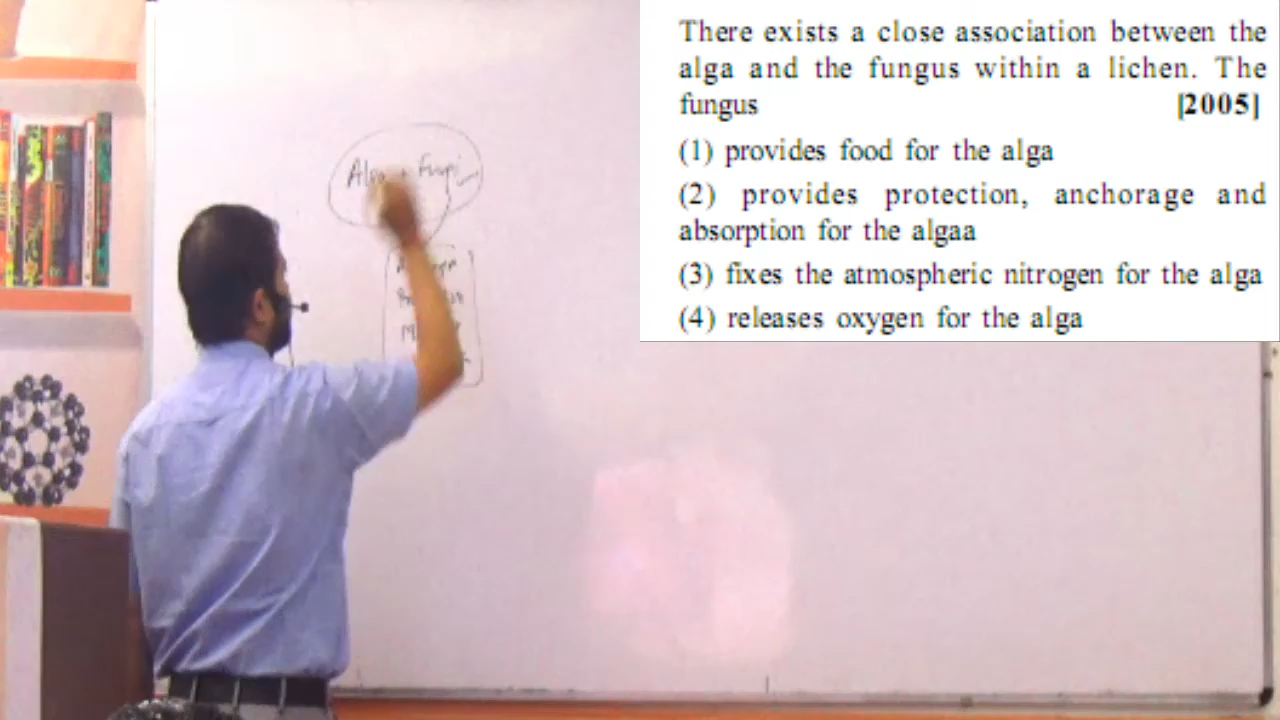 There exists a close association between the
alga and the fungus within a lichen. The
fungus [2005]
(1) provides food for the alga
(2) provides protection, anchorage and
absorption for the algaa
(3) fixes the atmospheric nitrogen for the alga
(4) releases oxygen for the alga
+ Fungi